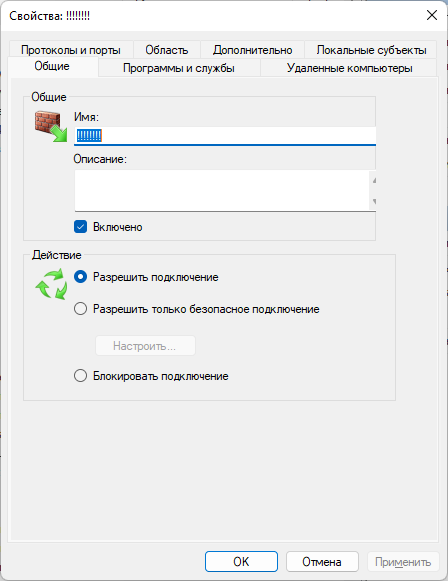 Свойства: !!!!!!!!
Протоколы и порты Область Дополнительно Локальные субъекты
Общие Программы и службы Удаленные компьютеры
Общие
Имя:
!!!!!!!!
Описание:
Включено
Действие
Разрешить подключение
Разрешить только безопасное подключение
Настроить...
Блокировать подключение
OK Отмена Применить